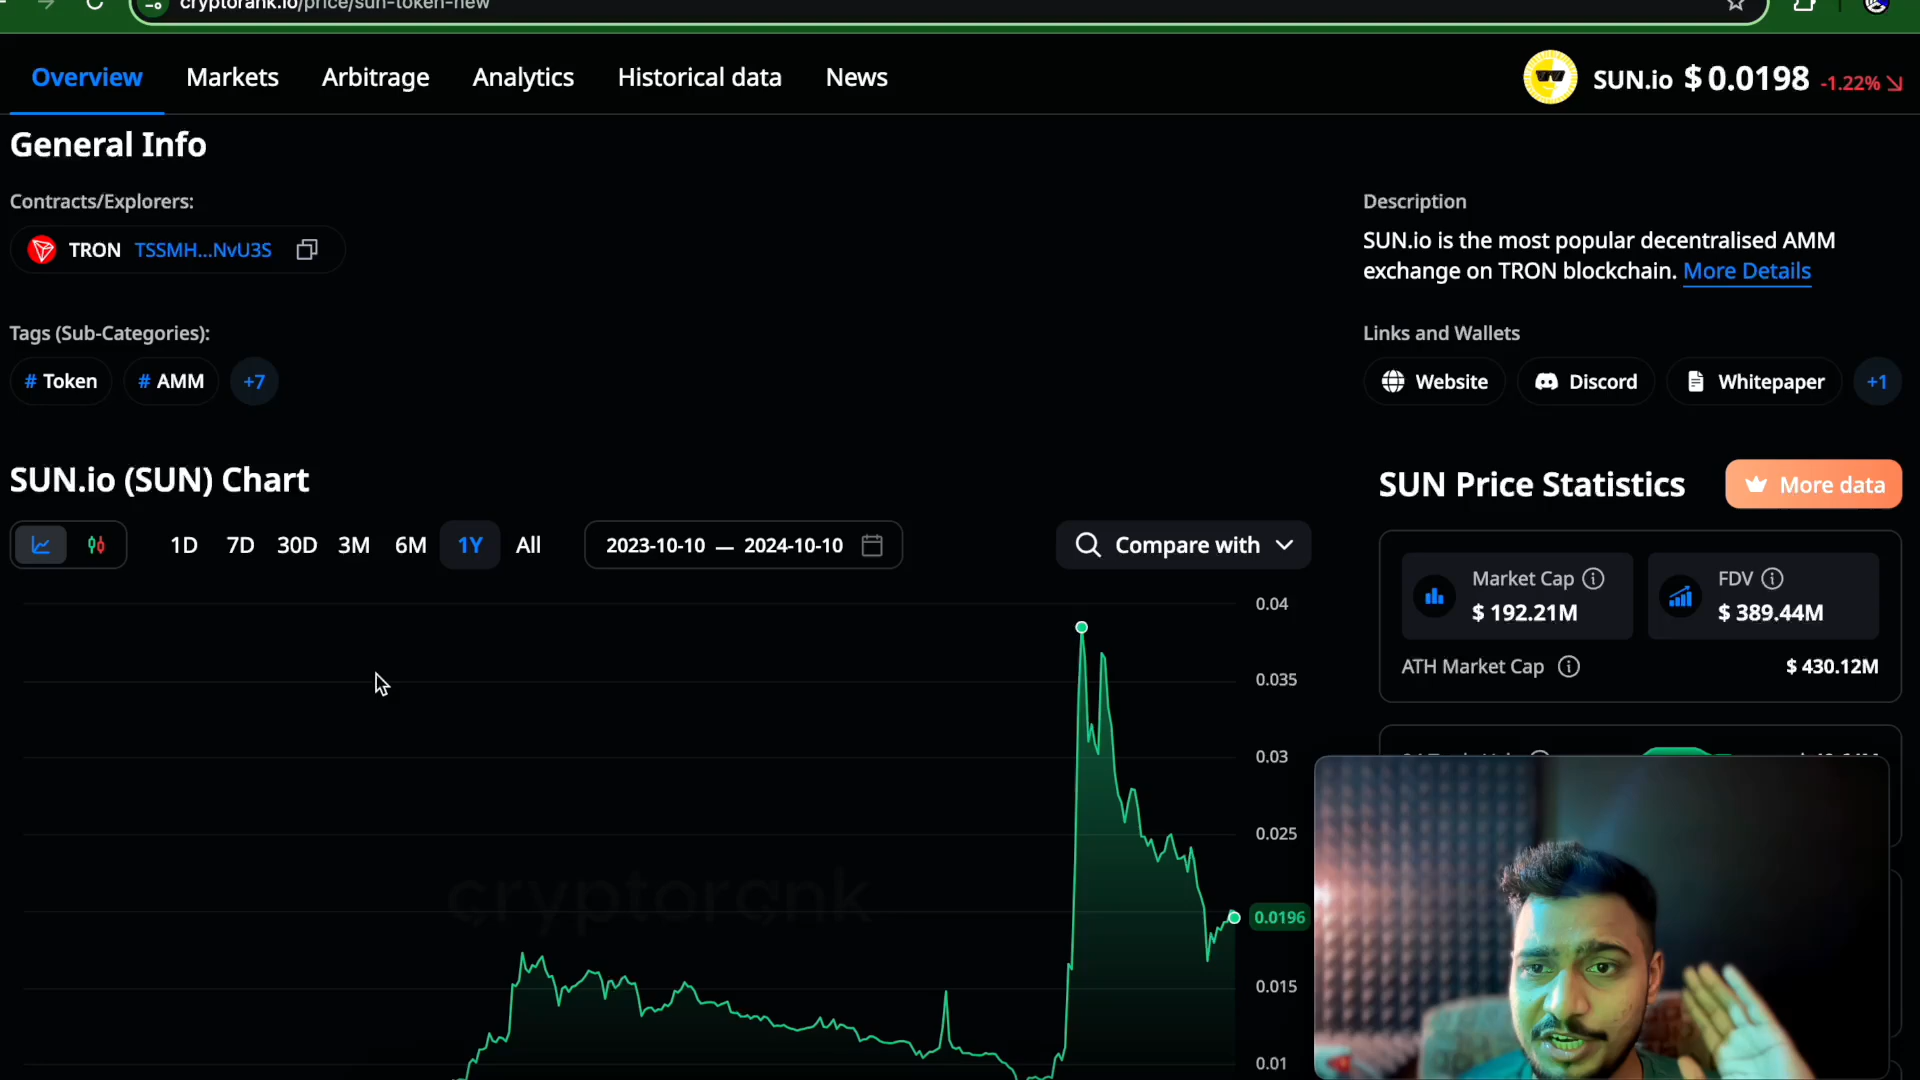 cryptorank.io/price/sun-token-new
Overview Markets Arbitrage Analytics Historical data News
SUN.io $ 0.0198 -1.22%
General Info
Contracts/Explorers:
TRON TSSMH...NvU3S
Tags (Sub-Categories):
# Token # AMM +7
Description
SUN.io is the most popular decentralised AMM
exchange on TRON blockchain. More Details
Links and Wallets
Website Discord Whitepaper +1
SUN.io (SUN) Chart
1D 7D 30D 3M 6M 1Y All 2023-10-10 — 2024-10-10 Compare with
0.04
0.035
0.03
0.025
0.0196
0.015
0.01
cryptorank
SUN Price Statistics More data
Market Cap
$ 192.21M
FDV
$ 389.44M
ATH Market Cap $ 430.12M